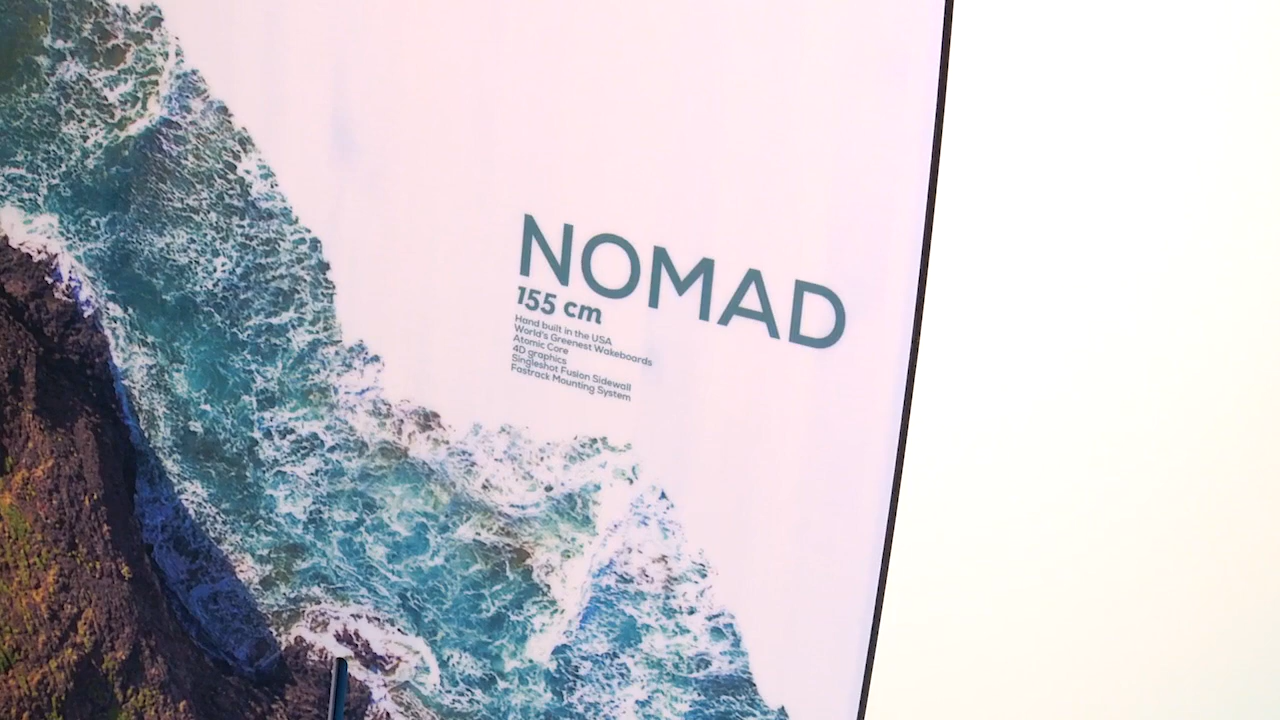 NOMAD
155 cm
Hand built in the USA
World's Greenest Wakeboards
Atomic Core
4D graphics
Singleshot Fusion Sidewall
Fastrack Mounting System